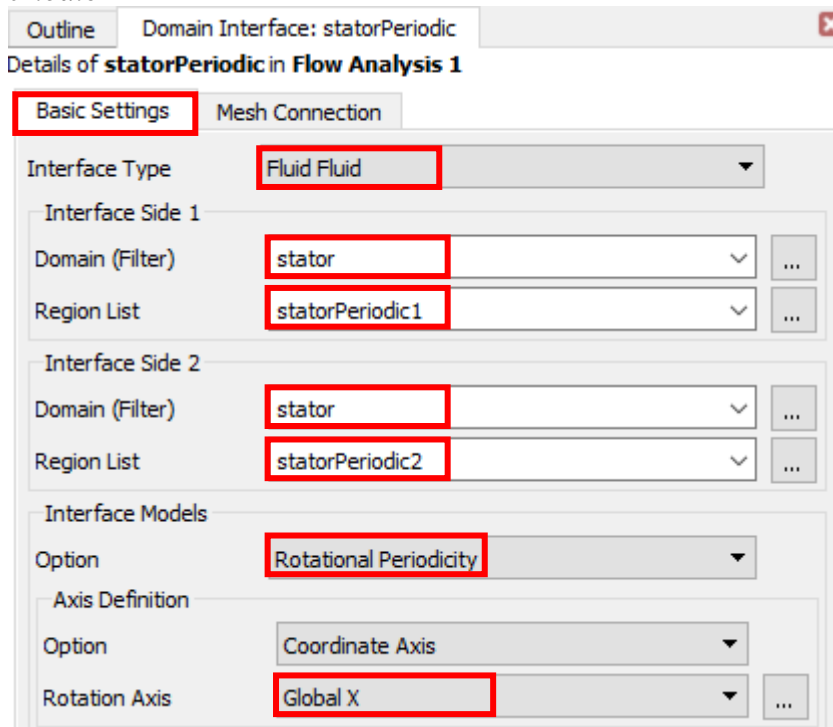 Outline Domain Interface: statorPeriodic
Details of statorPeriodic in Flow Analysis 1
Basic Settings Mesh Connection
Interface Type Fluid Fluid
Interface Side 1
Domain (Filter) stator ...
Region List statorPeriodic1 ...
Interface Side 2
Domain (Filter) stator ...
Region List statorPeriodic2 ...
Interface Models
Option Rotational Periodicity
Axis Definition
Option Coordinate Axis
Rotation Axis Global X ...